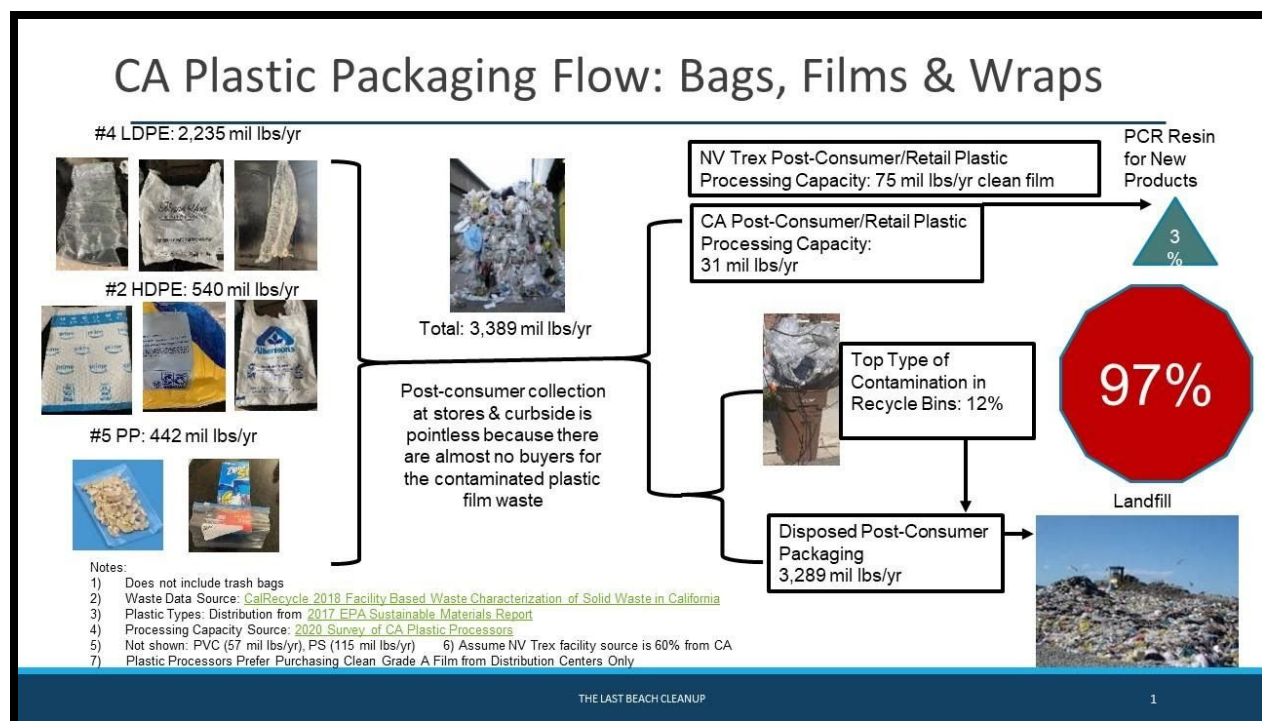 CA Plastic Packaging Flow: Bags, Films & Wraps
#4 LDPE: 2,235 mil lbs/yr
#2 HDPE: 540 mil lbs/yr
prime
prime
prime
Albertsons
#5 PP: 442 mil lbs/yr
Total: 3,389 mil lbs/yr
Post-consumer collection
at stores & curbside is
pointless because there
are almost no buyers for
the contaminated plastic
film waste
NV Trex Post-Consumer/Retail Plastic
Processing Capacity: 75 mil lbs/yr clean film
CA Post-Consumer/Retail Plastic
Processing Capacity:
31 mil lbs/yr
PCR Resin
for New
Products
3
%
Top Type of
Contamination in
Recycle Bins: 12%
97%
Landfill
Disposed Post-Consumer
Packaging
3,289 mil lbs/yr
Notes:
1) Does not include trash bags
2) Waste Data Source: CalRecycle 2018 Facility Based Waste Characterization of Solid Waste in California
3) Plastic Types: Distribution from 2017 EPA Sustainable Materials Report
4) Processing Capacity Source: 2020 Survey of CA Plastic Processors
5) Not shown: PVC (57 mil lbs/yr), PS (115 mil lbs/yr) 6) Assume NV Trex facility source is 60% from CA
7) Plastic Processors Prefer Purchasing Clean Grade A Film from Distribution Centers Only
THE LAST BEACH CLEANUP
1